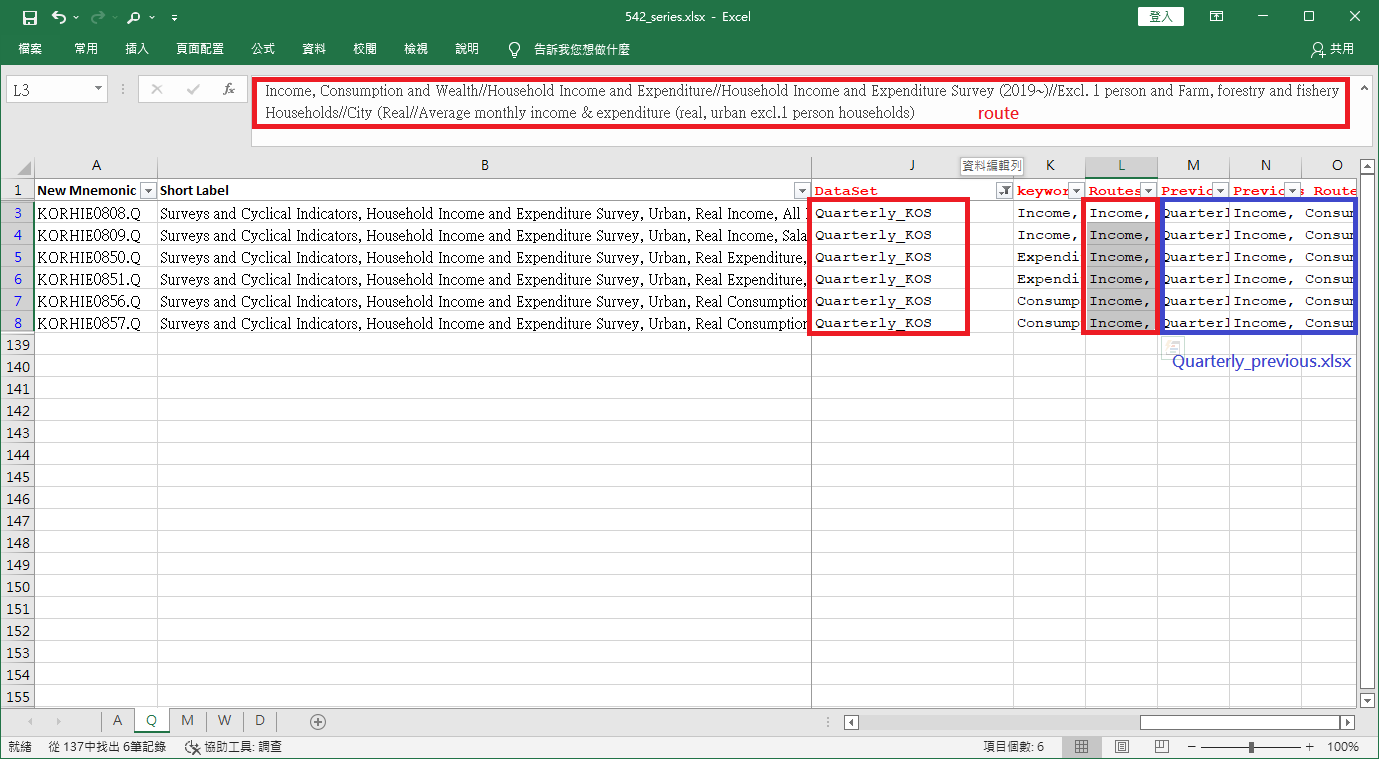 542_series.xlsx - Excel
登入
檔案 常用 插入 頁面配置 公式 資料 校閱 檢視 說明 告訴我您想做什麼 共用
L3
fx
Income, Consumption and Wealth//Household Income and Expenditure//Household Income and Expenditure Survey (2019~)//Excl. 1 person and Farm, forestry and fishery
Households//City (Real//Average monthly income & expenditure (real, urban excl.1 person households)
route
A B J 資料編輯列 K L M N O
1 New Mnemonic Short Label DataSet keywor Routes Previc Previc s Route
3 KORHIE0808.Q Surveys and Cyclical Indicators, Household Income and Expenditure Survey, Urban, Real Income, All Quarterly_KOS Income, Income, Quarterl Income, Consum
4 KORHIE0809.Q Surveys and Cyclical Indicators, Household Income and Expenditure Survey, Urban, Real Income, Sala Quarterly_KOS Income, Income, Quarterl Income, Consum
5 KORHIE0850.Q Surveys and Cyclical Indicators, Household Income and Expenditure Survey, Urban, Real Expenditure, Quarterly_KOS Expendi Income, Quarterl Income, Consum
6 KORHIE0851.Q Surveys and Cyclical Indicators, Household Income and Expenditure Survey, Urban, Real Expenditure, Quarterly_KOS Expendi Income, Quarterl Income, Consum
7 KORHIE0856.Q Surveys and Cyclical Indicators, Household Income and Expenditure Survey, Urban, Real Consumption Quarterly_KOS Consump Income, Quarterl Income, Consum
8 KORHIE0857.Q Surveys and Cyclical Indicators, Household Income and Expenditure Survey, Urban, Real Consumption Quarterly_KOS Consump Income, Quarterl Income, Consum
139
140
Quarterly_previous.xlsx
141
142
143
144
145
146
147
148
149
150
151
152
153
154
155
A Q M W D
就緒 從 137中找出 6筆記錄 協助工具: 調查 項目個數: 6 100%